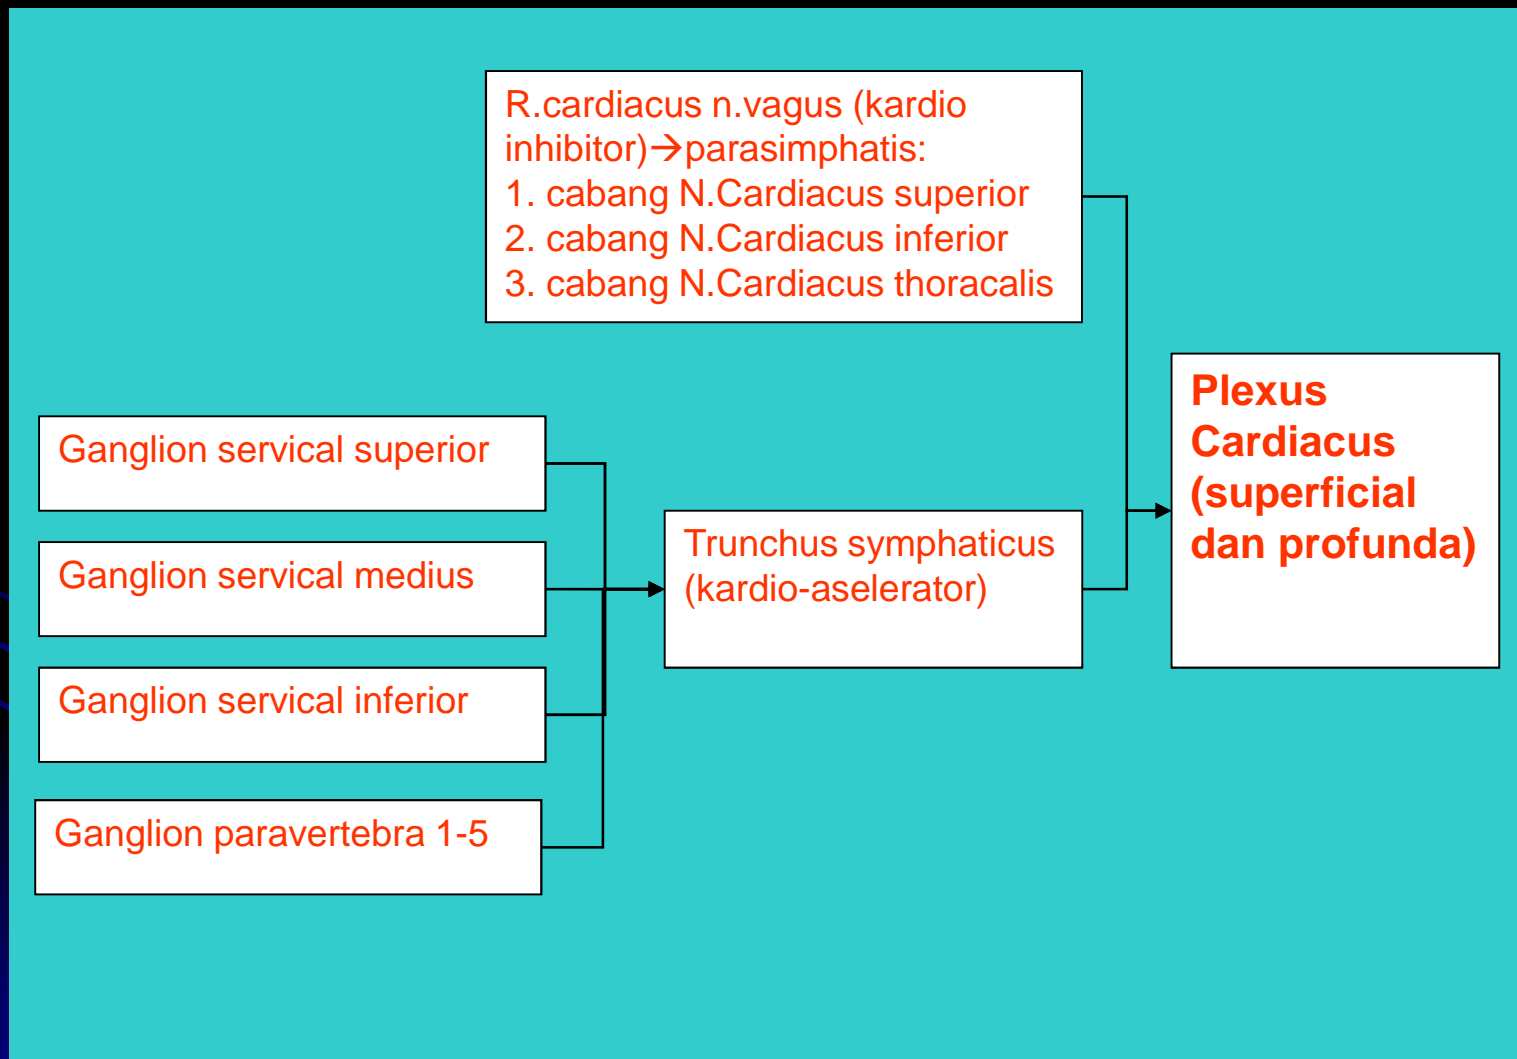 R.cardiacus n.vagus (kardio
inhibitor)→parasimphatis:
1. cabang N.Cardiacus superior
2. cabang N.Cardiacus inferior
3. cabang N.Cardiacus thoracalis
Plexus
Cardiacus
(superficial
dan profunda)
Ganglion servical superior
Ganglion servical medius
Ganglion servical inferior
Ganglion paravertebra 1-5
Trunchus symphaticus
(kardio-aselerator)